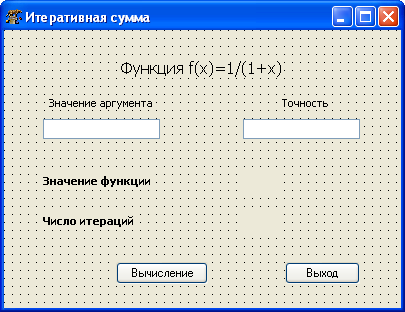 Итеративная сумма
Функция f(x)=1/(1+x)
Значение аргумента Точность
Значение функции
Число итераций
Вычисление Выход